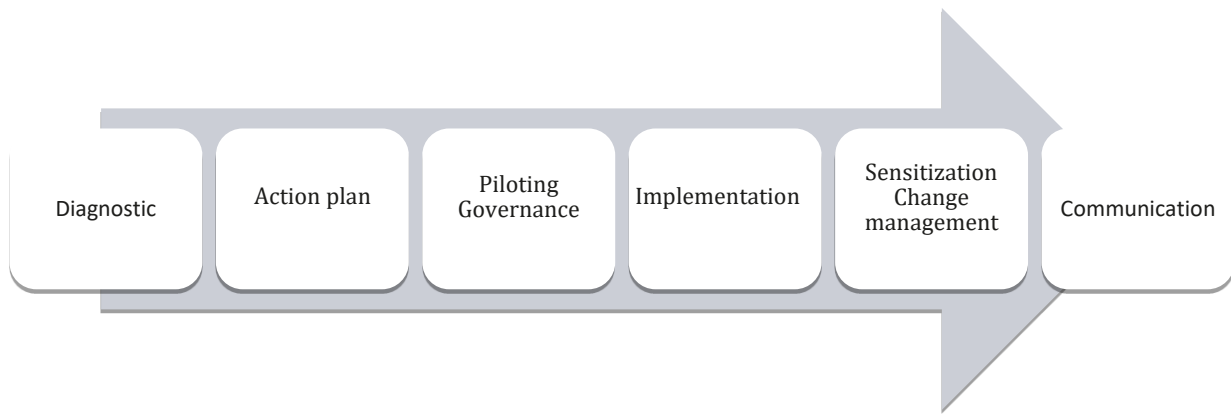 Diagnostic
Action plan
Piloting
Governance
Implementation
Sensitization
Change
management
Communication